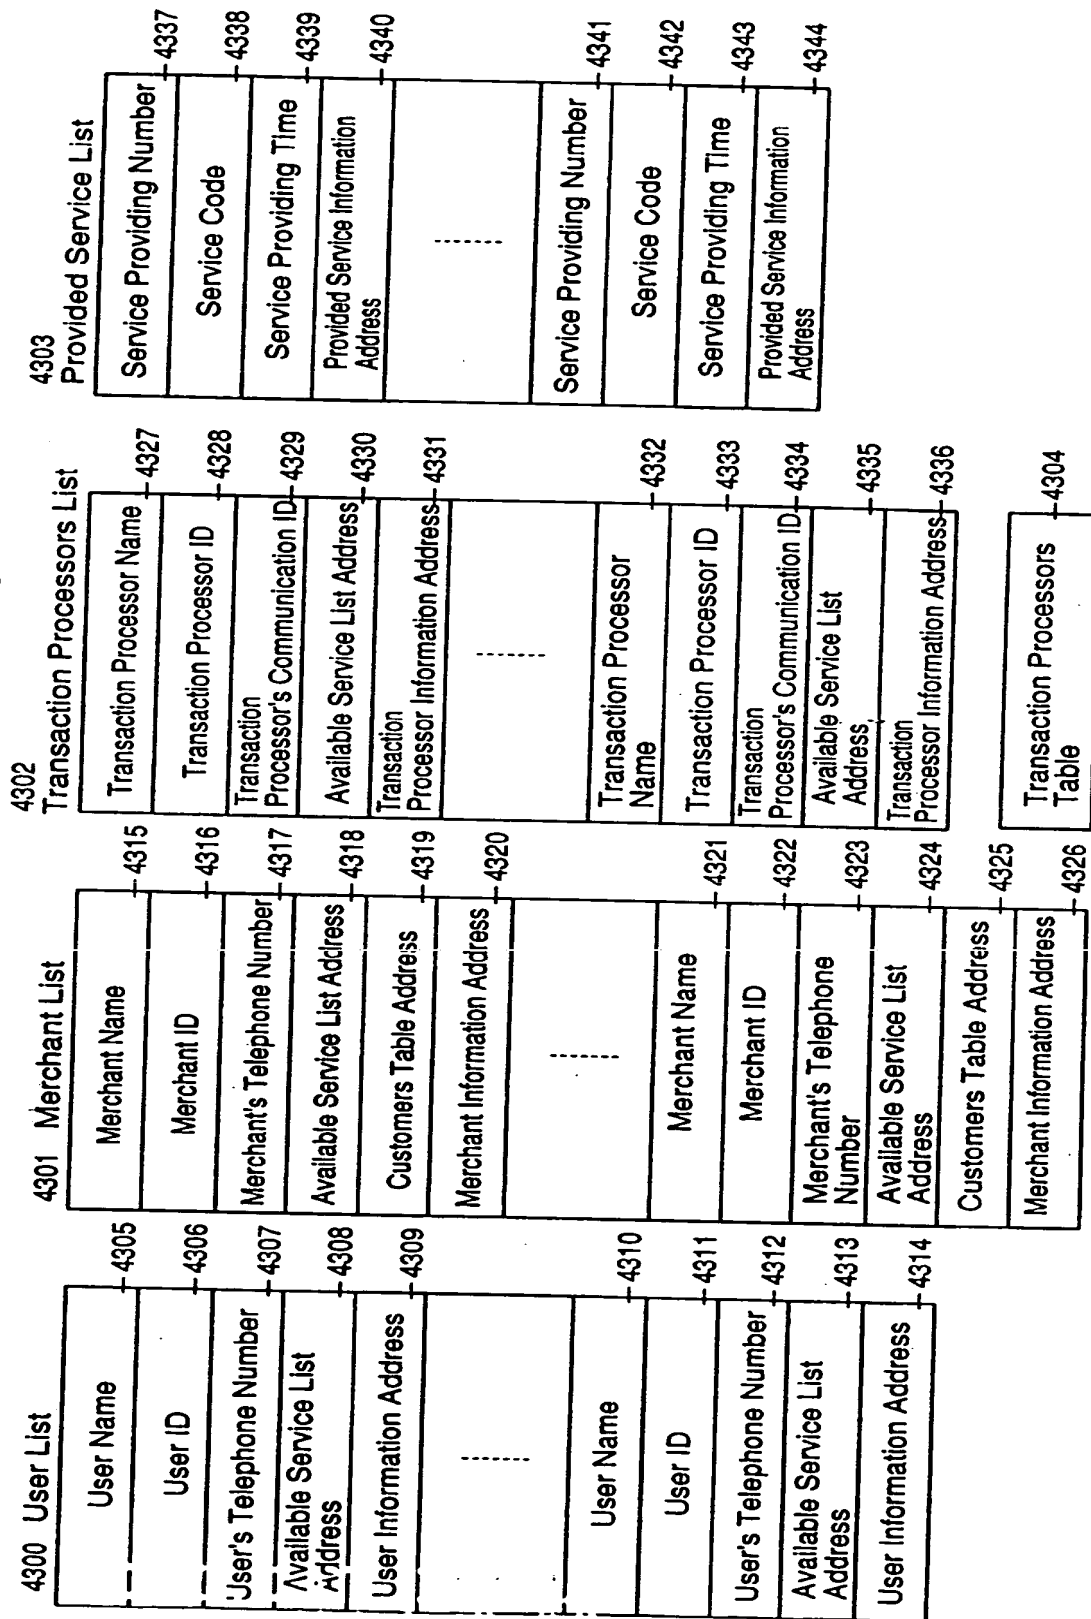 4300 User List
User Name
4305
User ID
4306
User's Telephone Number
4307
Available Service List
Address
4308
User Information Address
4309
User Name
4310
User ID
4311
User's Telephone Number
4312
Available Service List
Address
4313
User Information Address
4314
4301 Merchant List
Merchant Name
4315
Merchant ID
4316
Merchant's Telephone Number
4317
Available Service List Address
4318
Customers Table Address
4319
Merchant Information Address
4320
Merchant Name
4321
Merchant ID
4322
Merchant's Telephone
Number
4323
Available Service List
Address
4324
Customers Table Address
4325
Merchant Information Address
4326
4302
Transaction Processors List
Transaction Processor Name
4327
Transaction Processor ID
4328
Transaction
Processor's Communication ID
4329
Available Service List Address
4330
Transaction
Processor Information Address
4331
Transaction Processor
Name
4332
Transaction Processor ID
4333
Transaction
Processor's Communication ID
4334
Available Service List
Address
4335
Transaction
Processor Information Address
4336
Transaction Processors
Table
4304
4303
Provided Service List
Service Providing Number
4337
Service Code
4338
Service Providing Time
4339
Provided Service Information
Address
4340
Service Providing Number
4341
Service Code
4342
Service Providing Time
4343
Provided Service Information
Address
4344